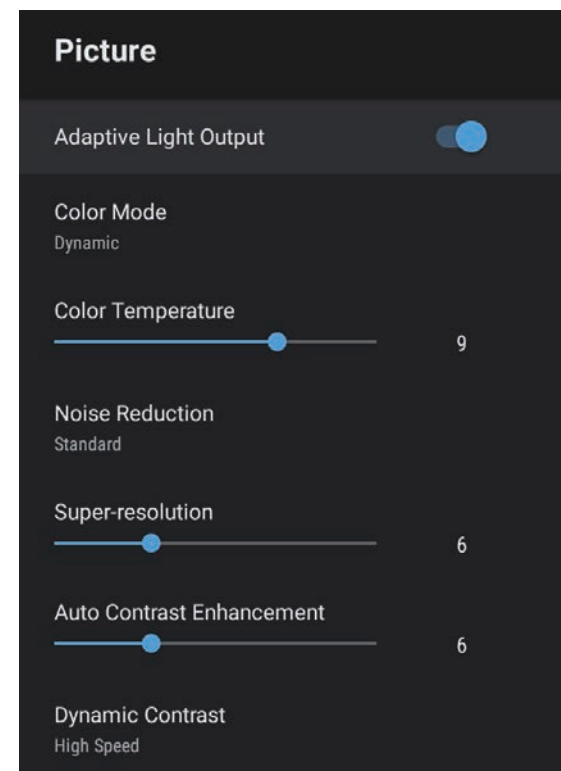 Picture
Adaptive Light Output
Color Mode
Dynamic
Color Temperature
9
Noise Reduction
Standard
Super-resolution
6
Auto Contrast Enhancement
6
Dynamic Contrast
High Speed